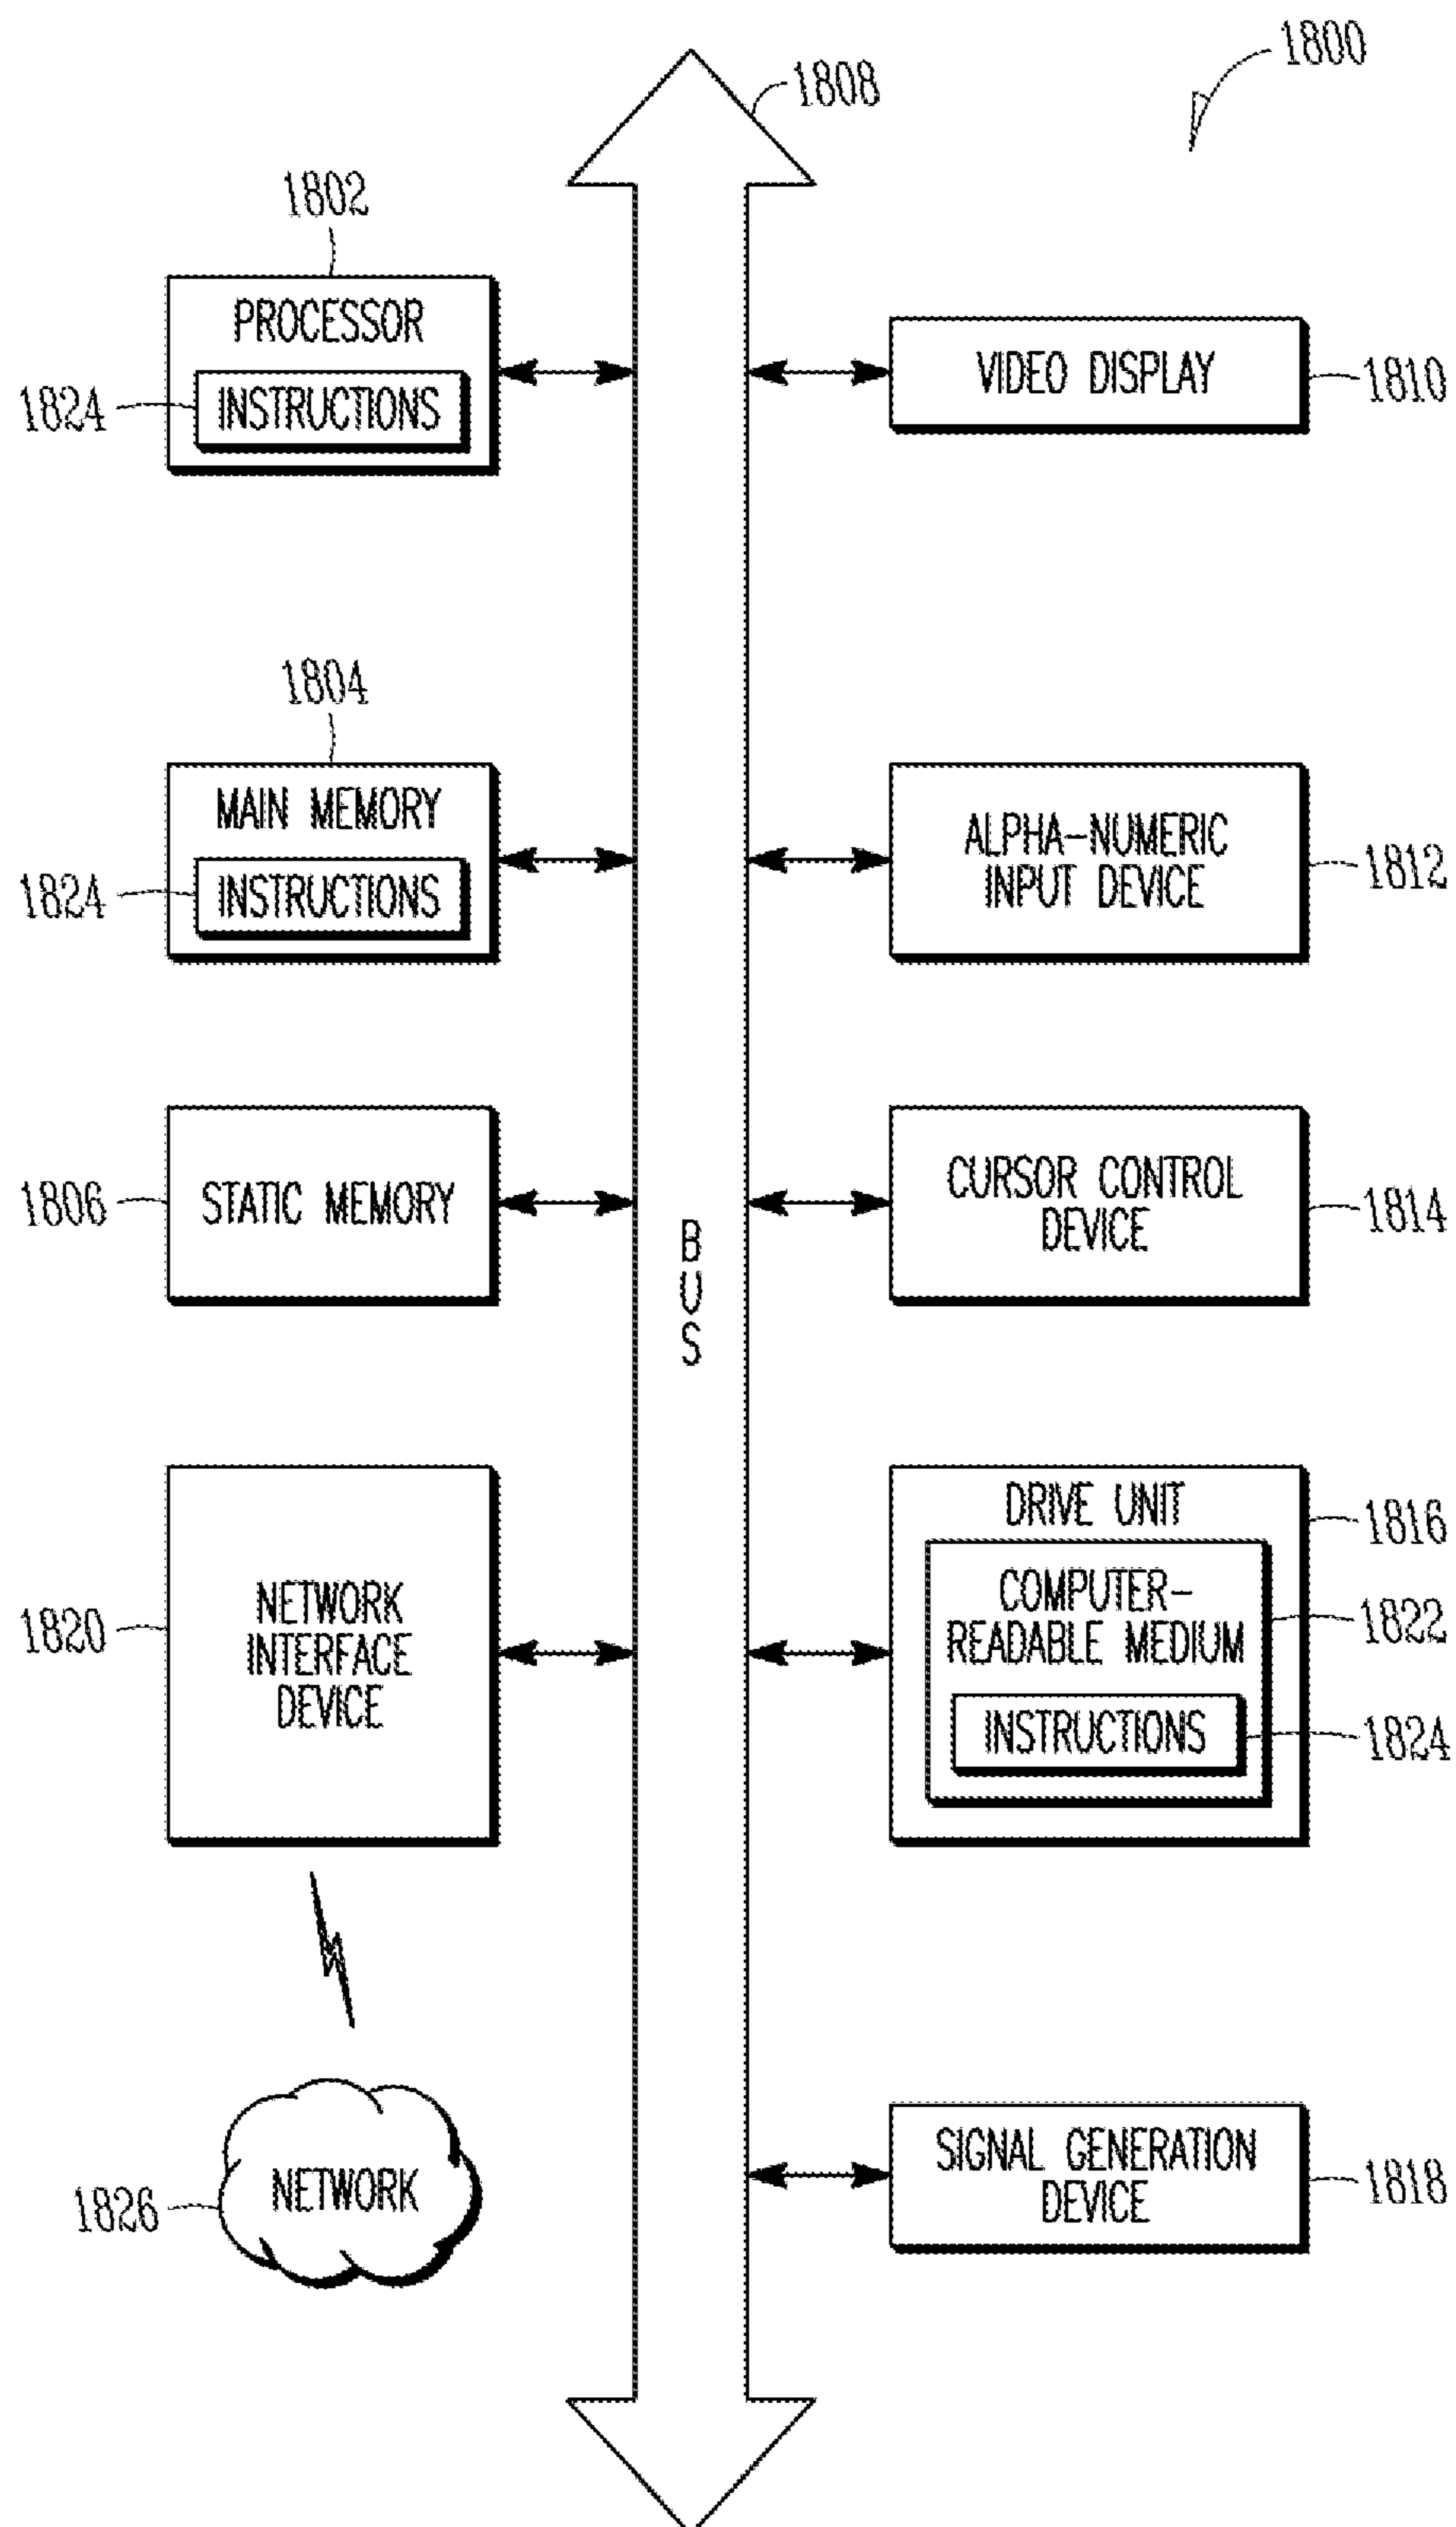 1800
1808
1802
PROCESSOR
1824
INSTRUCTIONS
VIDEO DISPLAY
1810
1804
MAIN MEMORY
1824
INSTRUCTIONS
ALPHA-NUMERIC
INPUT DEVICE
1812
1806
STATIC MEMORY
CURSOR CONTROL
DEVICE
1814
BUS
1820
NETWORK
INTERFACE
DEVICE
DRIVE UNIT
1816
COMPUTER-
READABLE MEDIUM
1822
INSTRUCTIONS
1824
1826
NETWORK
SIGNAL GENERATION
DEVICE
1818